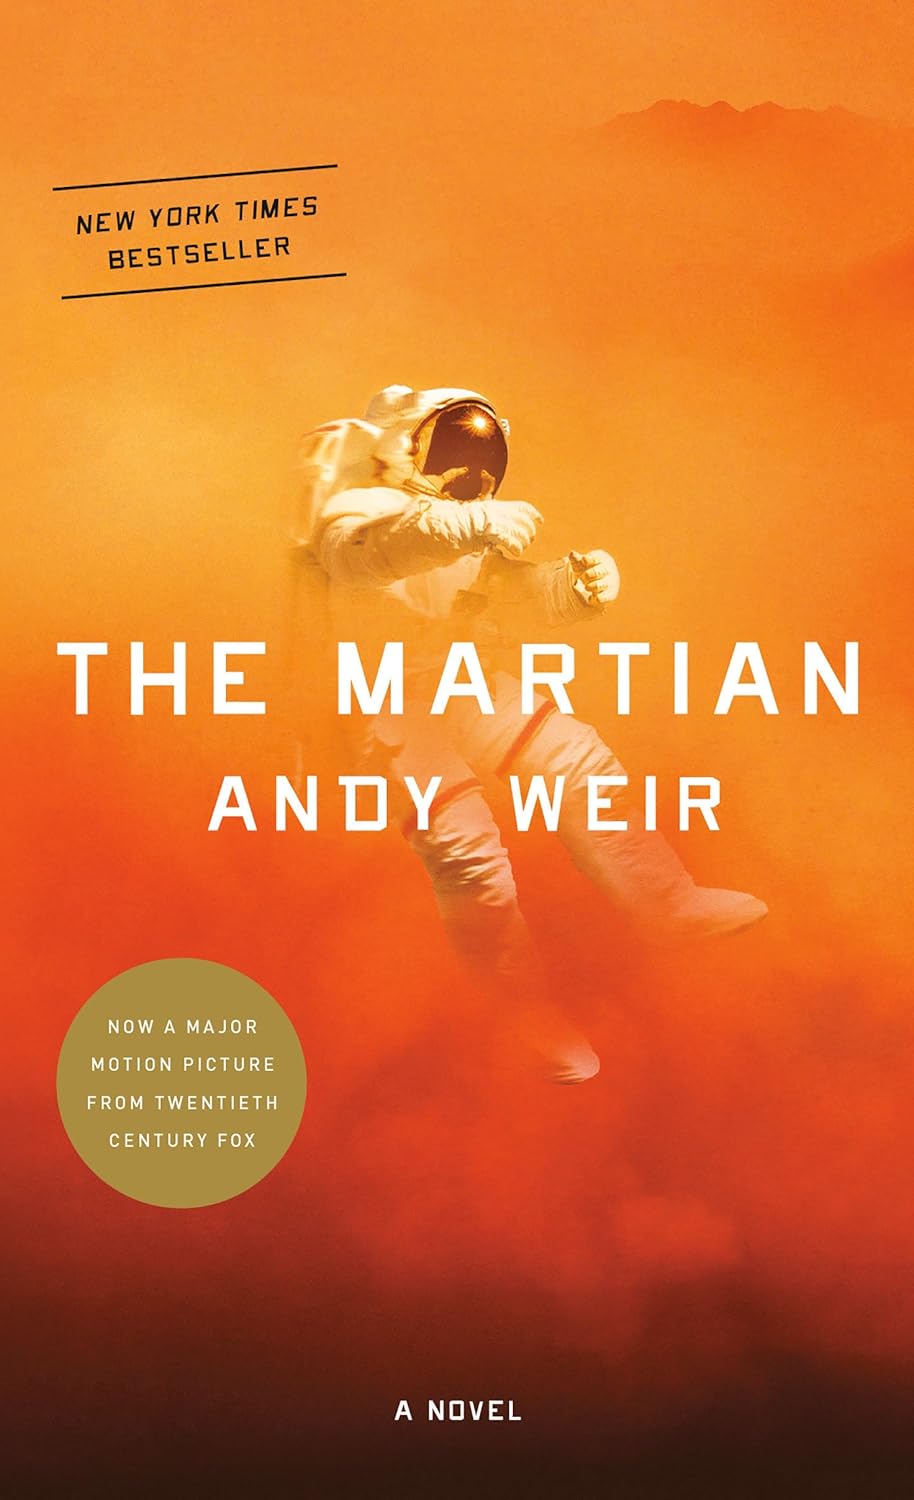 NEW YORK TIMES
BESTSELLER
THE MARTIAN
ANDY WEIR
NOW A MAJOR
MOTION PICTURE
FROM TWENTIETH
CENTURY FOX
A NOVEL